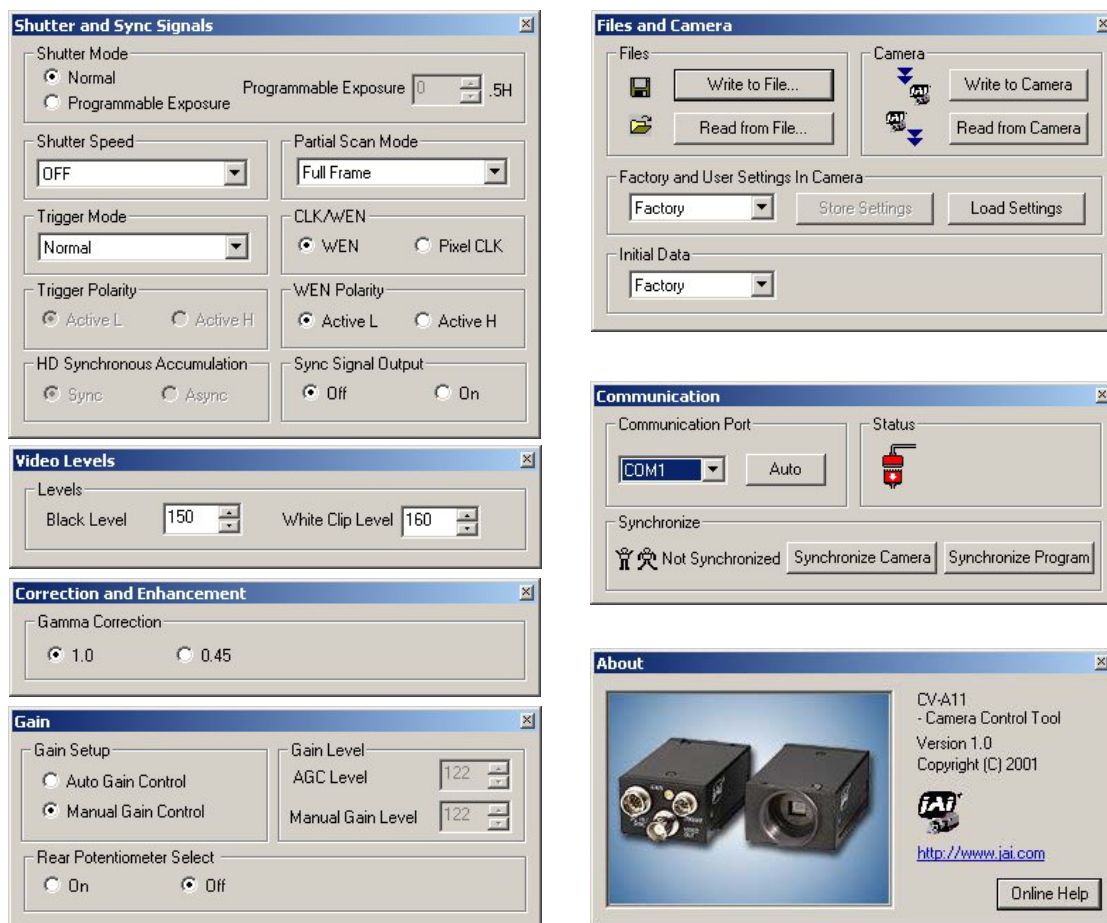 Shutter and Sync Signals
Shutter Mode
Normal
Programmable Exposure
Programmable Exposure 0 .5H
Shutter Speed
OFF
Partial Scan Mode
Full Frame
Trigger Mode
Normal
CLK/WEN
WEN Pixel CLK
Trigger Polarity
Active L Active H
WEN Polarity
Active L Active H
HD Synchronous Accumulation
Sync Async
Sync Signal Output
Off On
Video Levels
Levels
Black Level 150 White Clip Level 160
Correction and Enhancement
Gamma Correction
1.0 0.45
Gain
Gain Setup
Auto Gain Control
Manual Gain Control
Gain Level
AGC Level 122
Manual Gain Level 122
Rear Potentiometer Select
On Off
Files and Camera
Files
Write to File...
Read from File...
Camera
Write to Camera
Read from Camera
Factory and User Settings In Camera
Factory Store Settings Load Settings
Initial Data
Factory
Communication
Communication Port
COM1 Auto
Status
Synchronize
Not Synchronized Synchronize Camera Synchronize Program
About
GAIN
TRIGGER
VIDEO OUT
JAI
CV-A11
- Camera Control Tool
Version 1.0
Copyright (C) 2001
JAI
http://www.jai.com
Online Help